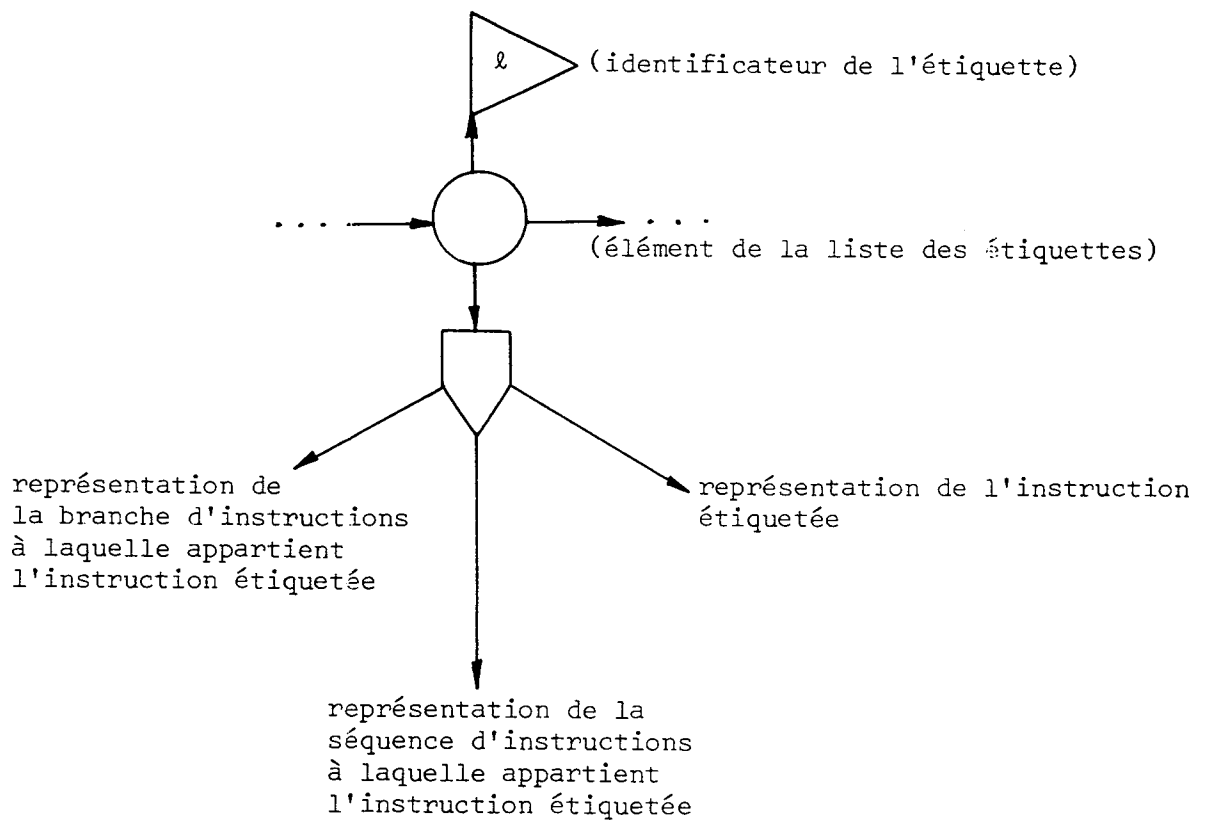 ℓ (identificateur de l'étiquette)
. . . . . . .
(élément de la liste des étiquettes)
représentation de
la branche d'instructions
à laquelle appartient
l'instruction étiquetée
représentation de l'instruction
étiquetée
représentation de la
séquence d'instructions
à laquelle appartient
l'instruction étiquetée